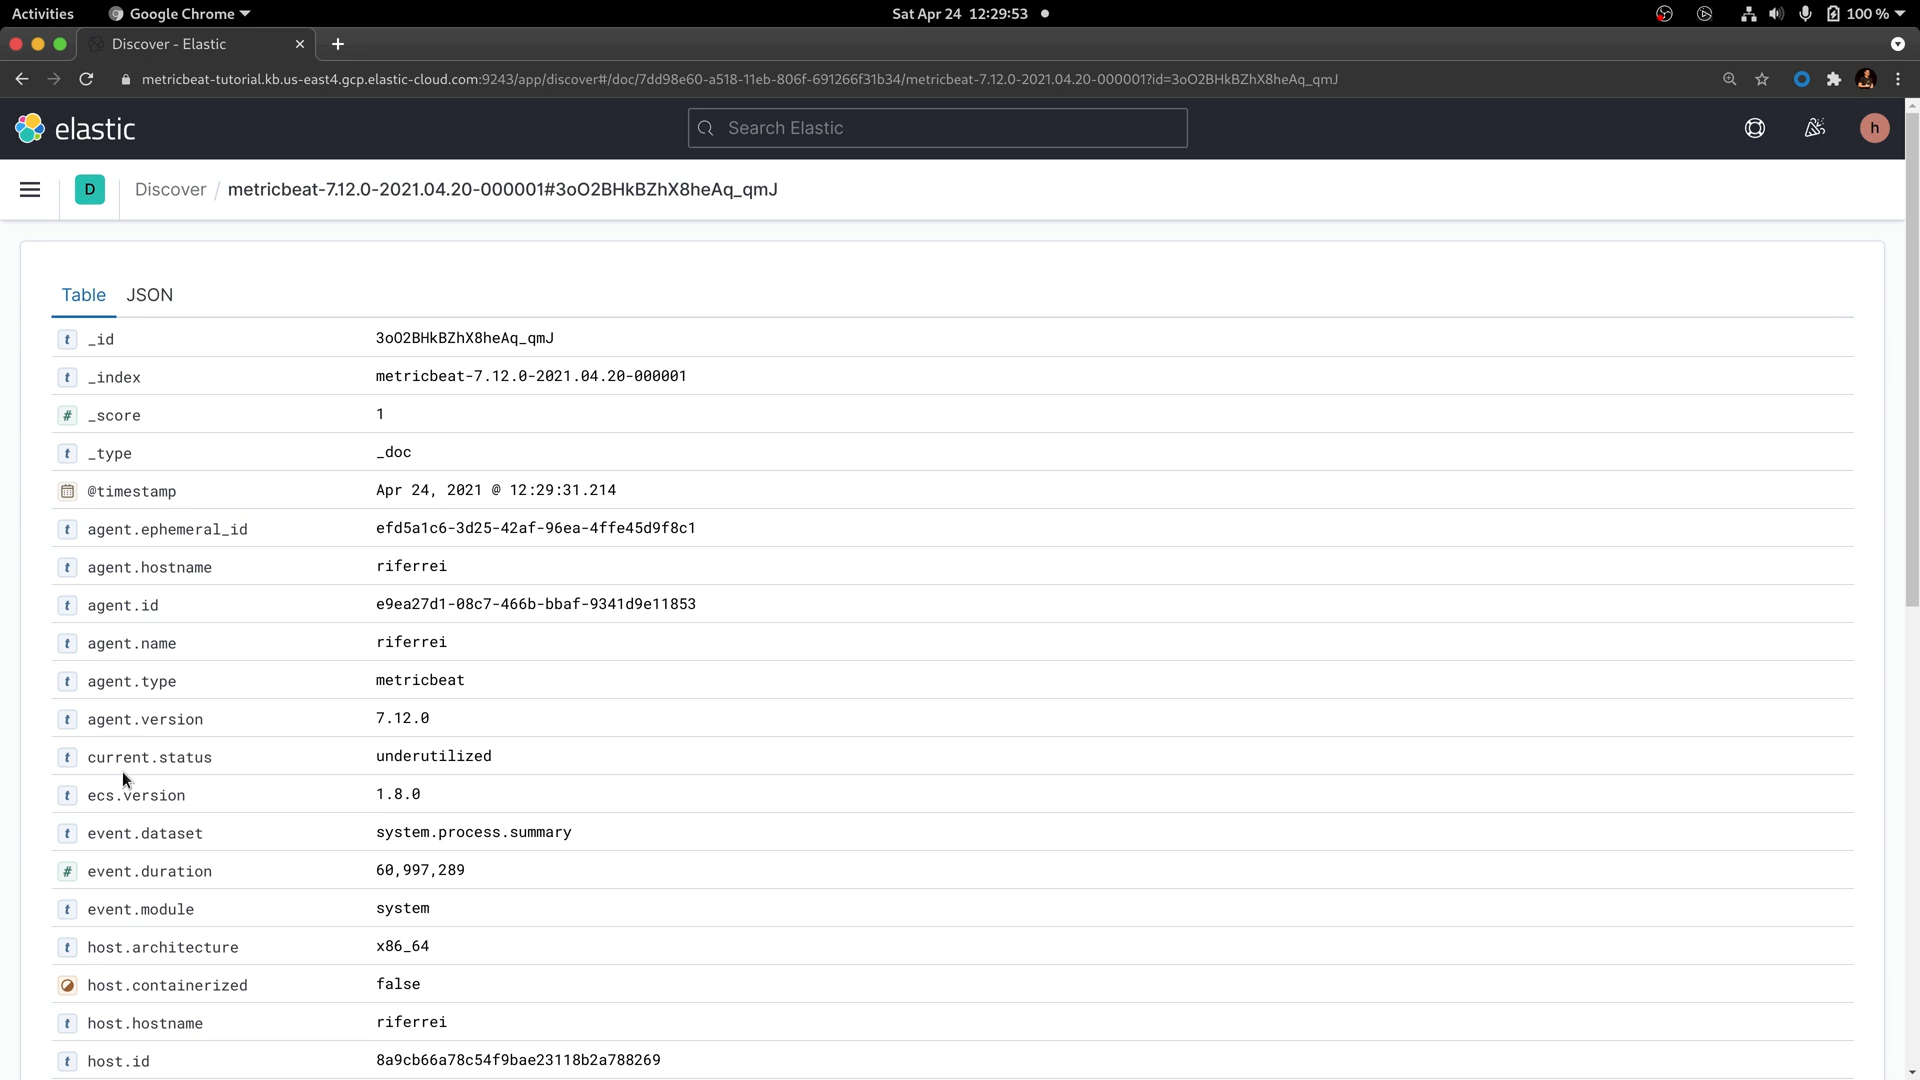 Activities Google Chrome Sat Apr 24 12:29:53 100 %
Discover - Elastic
metricbeat-tutorial.kb.us-east4.gcp.elastic-cloud.com:9243/app/discover#/doc/7dd98e60-a518-11eb-806f-691266f31b34/metricbeat-7.12.0-2021.04.20-000001?id=3oO2BHkBZhX8heAq_qmJ
elastic Search Elastic h
D Discover / metricbeat-7.12.0-2021.04.20-000001#3oO2BHkBZhX8heAq_qmJ
Table JSON
t _id 3oO2BHkBZhX8heAq_qmJ
t _index metricbeat-7.12.0-2021.04.20-000001
# _score 1
t _type _doc
@timestamp Apr 24, 2021 @ 12:29:31.214
t agent.ephemeral_id efd5a1c6-3d25-42af-96ea-4ffe45d9f8c1
t agent.hostname riferrei
t agent.id e9ea27d1-08c7-466b-bbaf-9341d9e11853
t agent.name riferrei
t agent.type metricbeat
t agent.version 7.12.0
t current.status underutilized
t ecs.version 1.8.0
t event.dataset system.process.summary
# event.duration 60,997,289
t event.module system
t host.architecture x86_64
host.containerized false
t host.hostname riferrei
t host.id 8a9cb66a78c54f9bae23118b2a788269